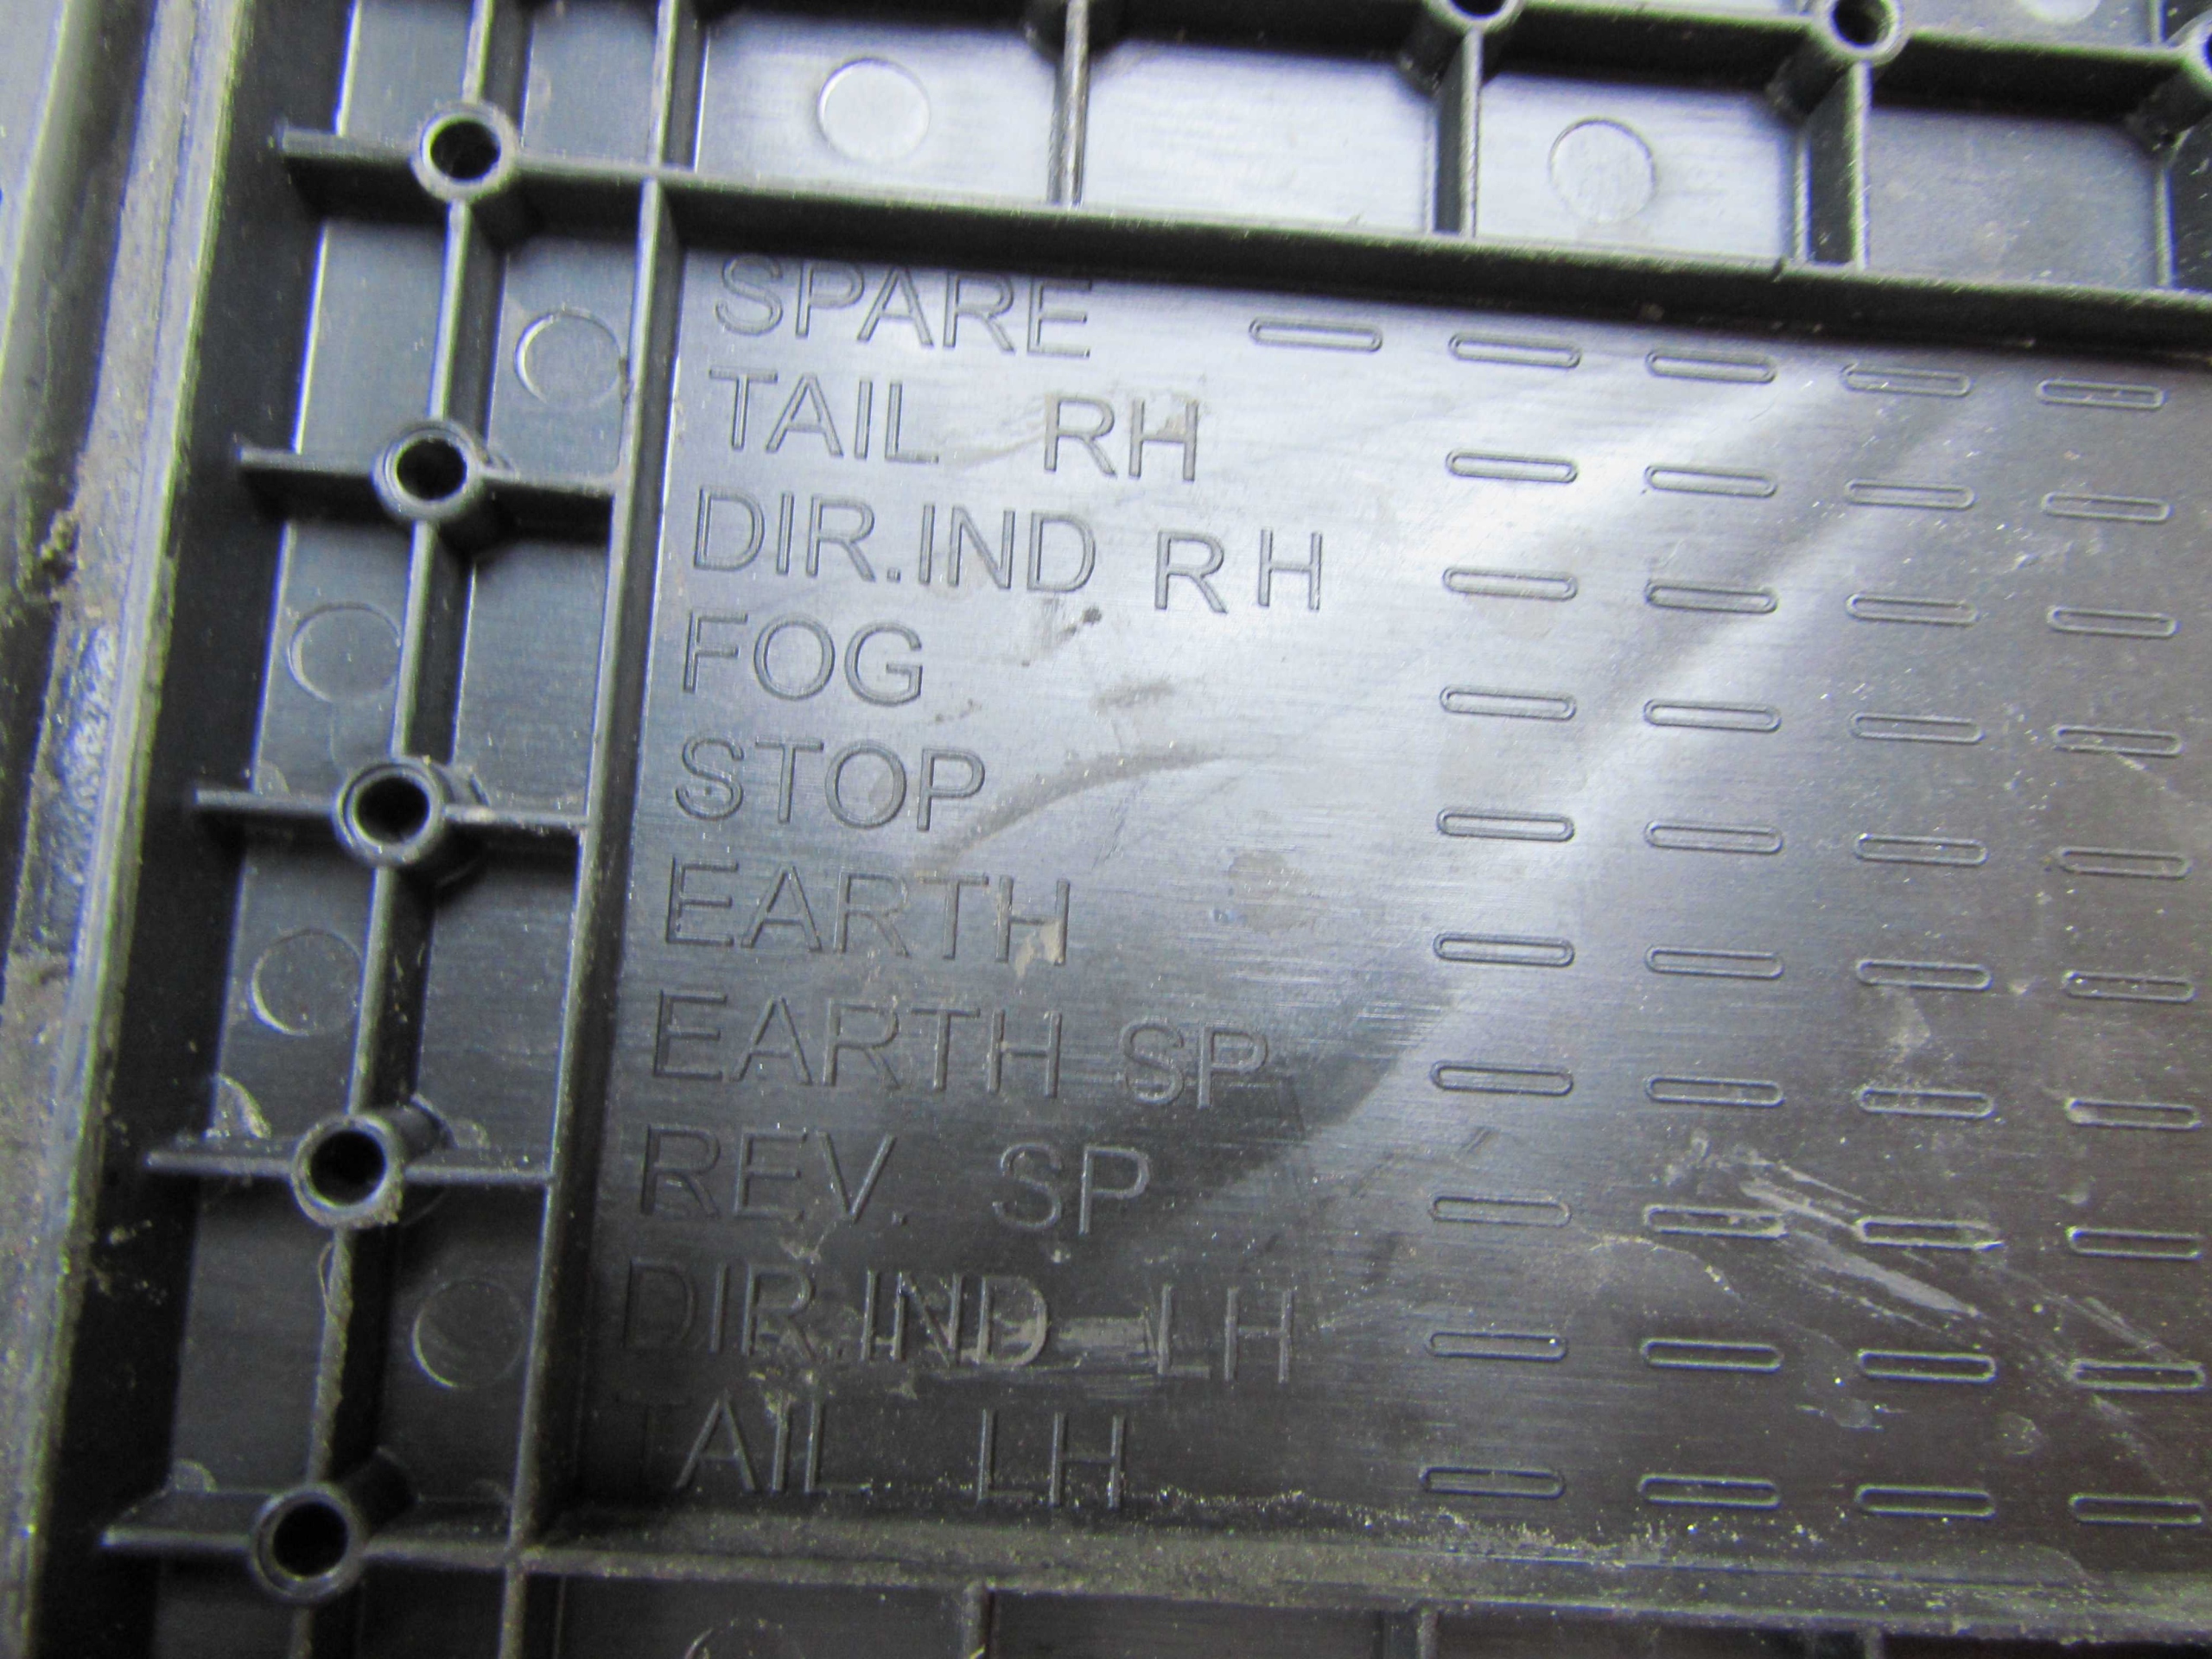 SPARE
TAIL RH
DIR.IND RH
FOG
STOP
EARTH
EARTH SP
REV. SP
DIR.IND LH
TAIL LH